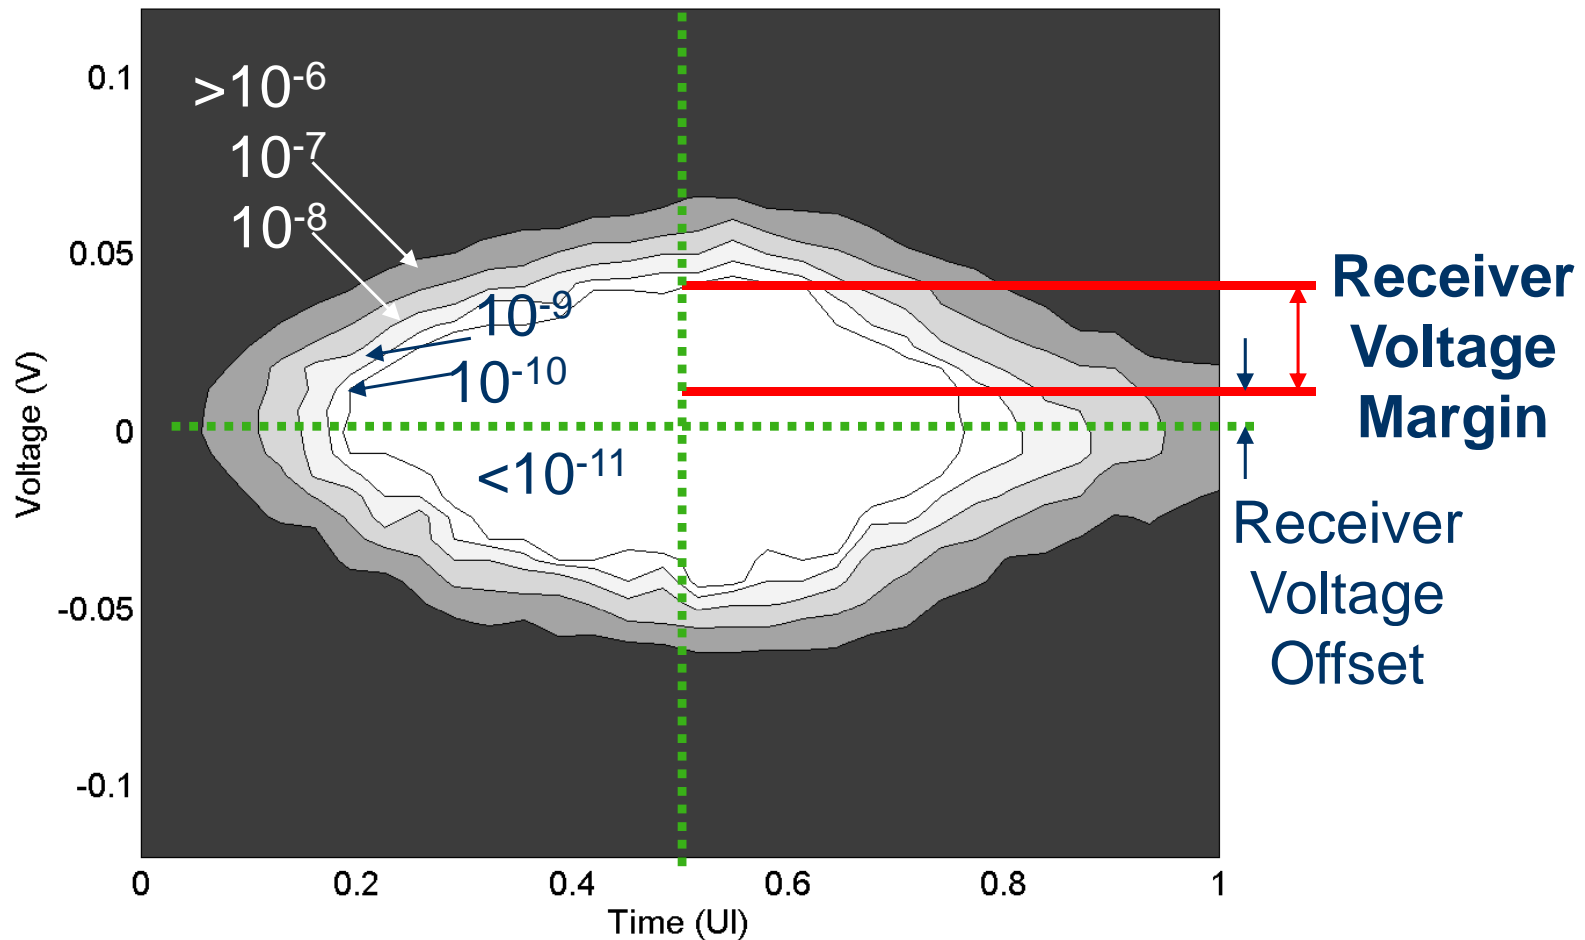 0.1
0.05
0
-0.05
-0.1
Voltage (V)
>10⁻⁶
10⁻⁷
10⁻⁸
10⁻⁹
10⁻¹⁰
<10⁻¹¹
Receiver
Voltage
Margin
Receiver
Voltage
Offset
0 0.2 0.4 0.6 0.8 1
Time (UI)